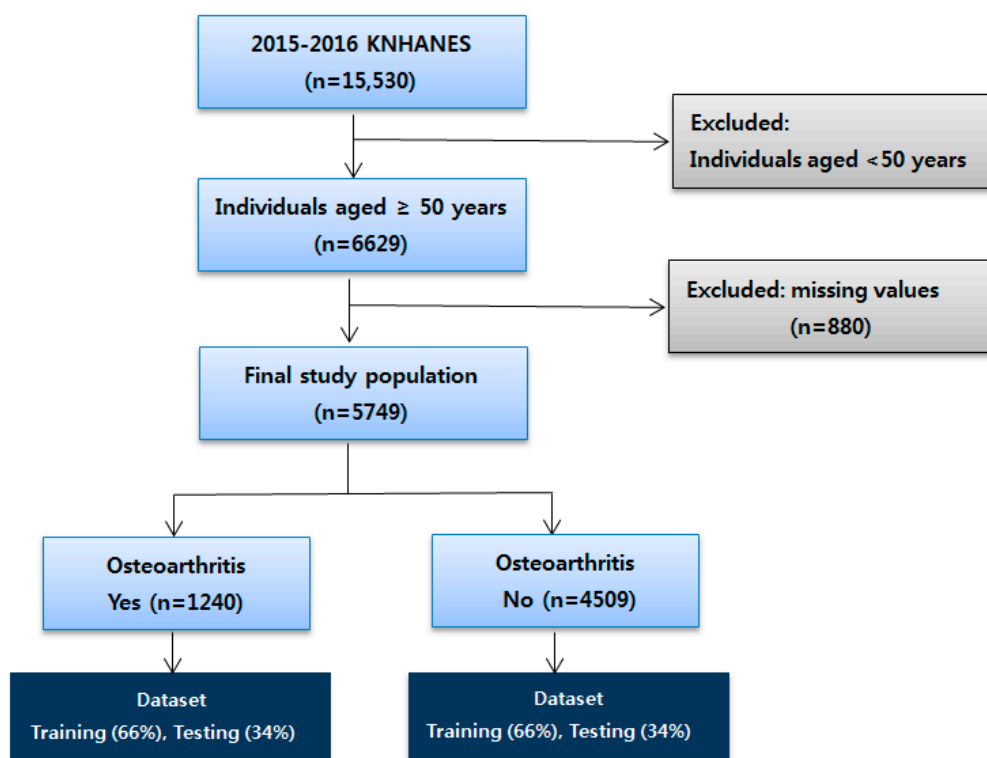 2015-2016 KNHANES
(n=15,530)
Excluded:
Individuals aged <50 years
Individuals aged ≥ 50 years
(n=6629)
Excluded: missing values
(n=880)
Final study population
(n=5749)
Osteoarthritis
Yes (n=1240)
Osteoarthritis
No (n=4509)
Dataset
Training (66%), Testing (34%)
Dataset
Training (66%), Testing (34%)